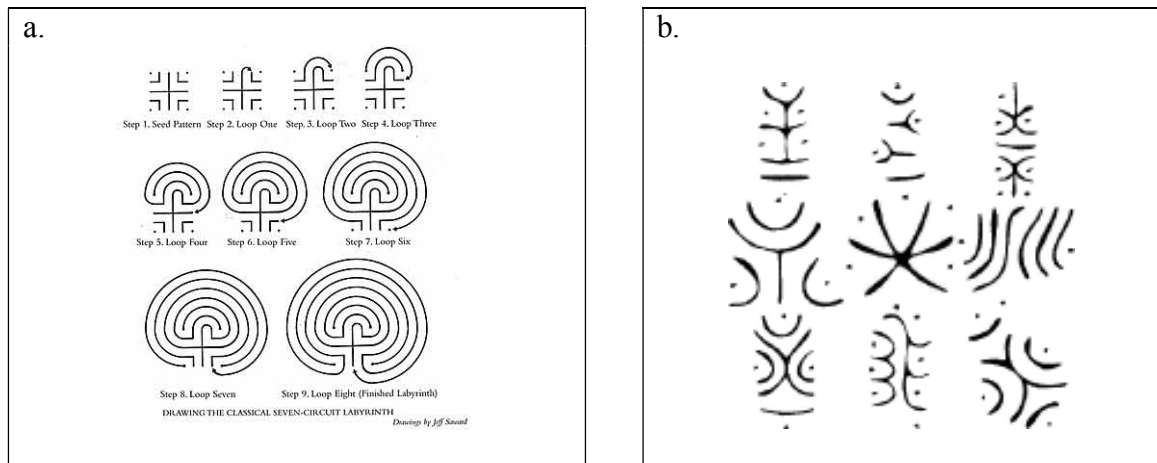 a.
Step 1. Seed Pattern Step 2. Loop One Step. 3. Loop Two Step 4. Loop Three
Step 5. Loop Four Step 6. Loop Five Step 7. Loop Six
Step 8. Loop Seven Step 9. Loop Eight (Finished Labyrinth)
DRAWING THE CLASSICAL SEVEN-CIRCUIT LABYRINTH
Drawings by Jeff Saward
b.